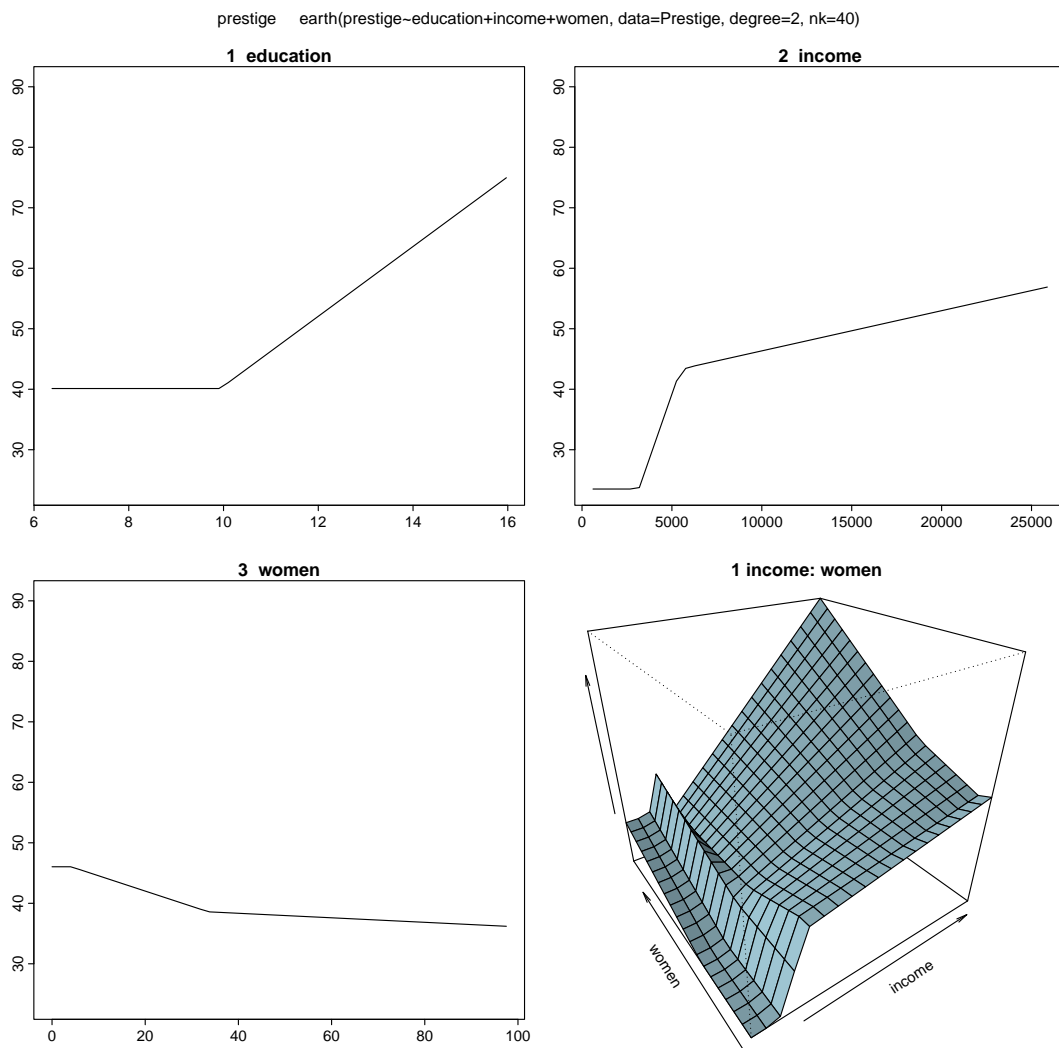 prestige earth(prestige~education+income+women, data=Prestige, degree=2, nk=40)
1 education
90
80
70
60
50
40
30
6 8 10 12 14 16
2 income
90
80
70
60
50
40
30
0 5000 10000 15000 20000 25000
3 women
90
80
70
60
50
40
30
0 20 40 60 80 100
1 income: women
women
income